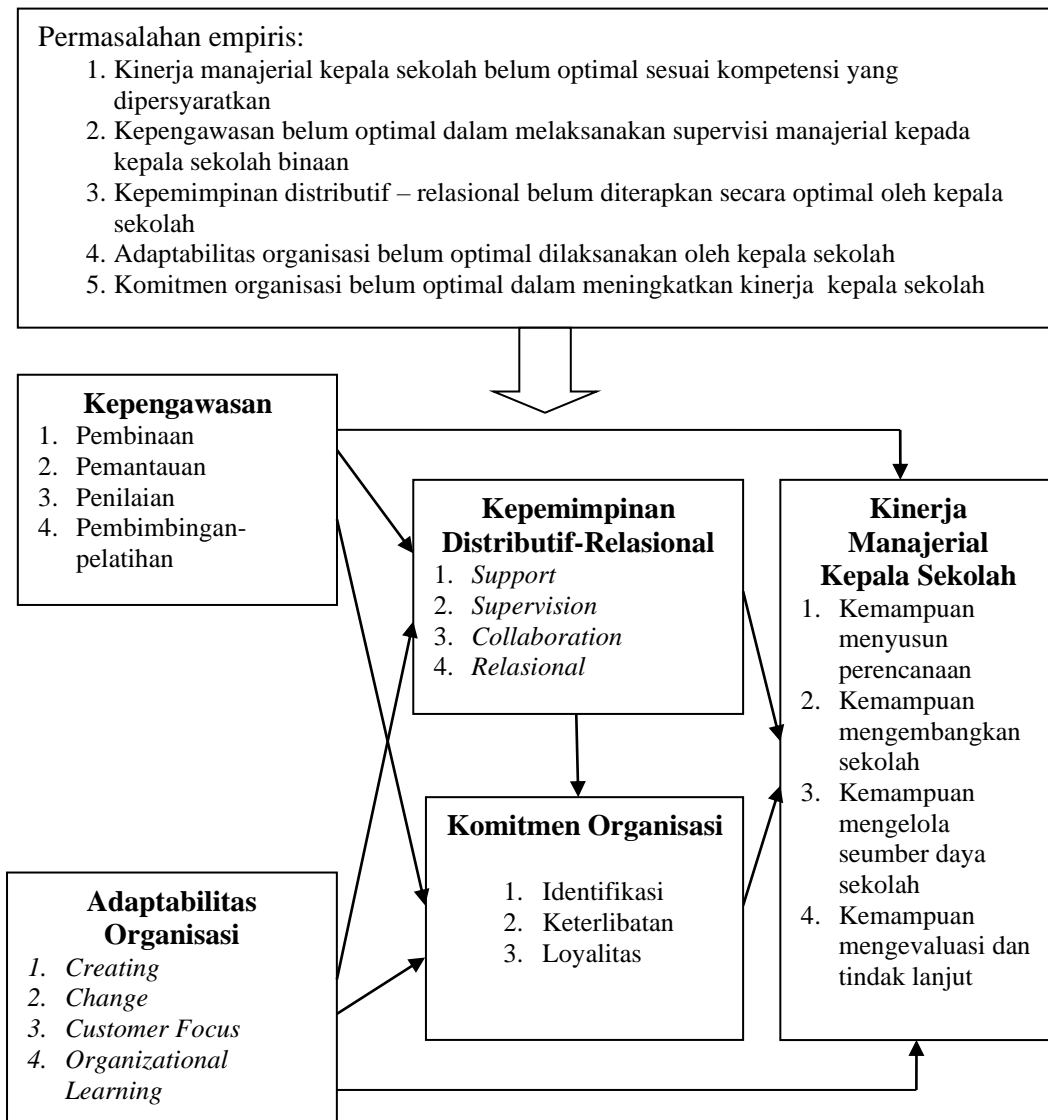 Permasalahan empiris:
1. Kinerja manajerial kepala sekolah belum optimal sesuai kompetensi yang
dipersyaratkan
2. Kepengawasan belum optimal dalam melaksanakan supervisi manajerial kepada
kepala sekolah binaan
3. Kepemimpinan distributif – relasional belum diterapkan secara optimal oleh kepala
sekolah
4. Adaptabilitas organisasi belum optimal dilaksanakan oleh kepala sekolah
5. Komitmen organisasi belum optimal dalam meningkatkan kinerja kepala sekolah
Kepengawasan
1. Pembinaan
2. Pemantauan
3. Penilaian
4. Pembimbingan-
pelatihan
Kepemimpinan
Distributif-Relasional
1. Support
2. Supervision
3. Collaboration
4. Relasional
Kinerja
Manajerial
Kepala Sekolah
1. Kemampuan
menyusun
perencanaan
2. Kemampuan
mengembangkan
sekolah
3. Kemampuan
mengelola
seumber daya
sekolah
4. Kemampuan
mengevaluasi dan
tindak lanjut
Komitmen Organisasi
1. Identifikasi
2. Keterlibatan
3. Loyalitas
Adaptabilitas
Organisasi
1. Creating
2. Change
3. Customer Focus
4. Organizational
Learning